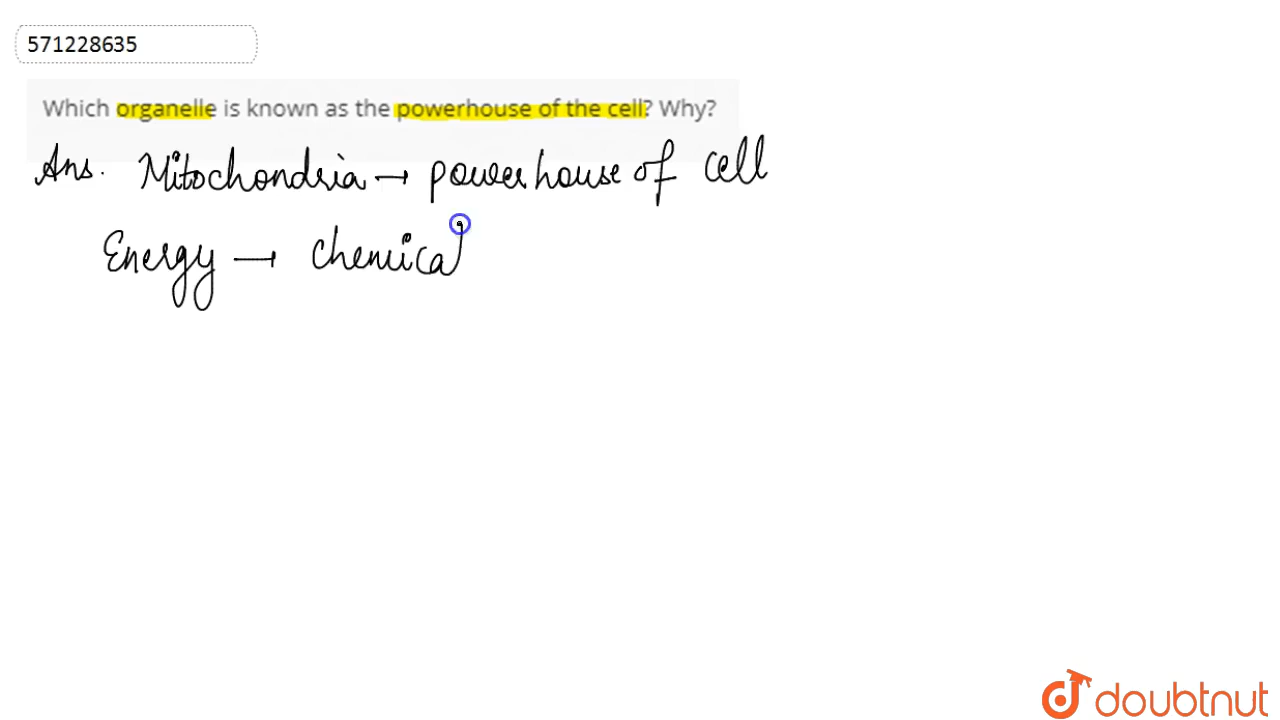 571228635
Which organelle is known as the powerhouse of the cell? Why?
Ans. Mitochondria → powerhouse of cell
Energy → chemical
doubtnut